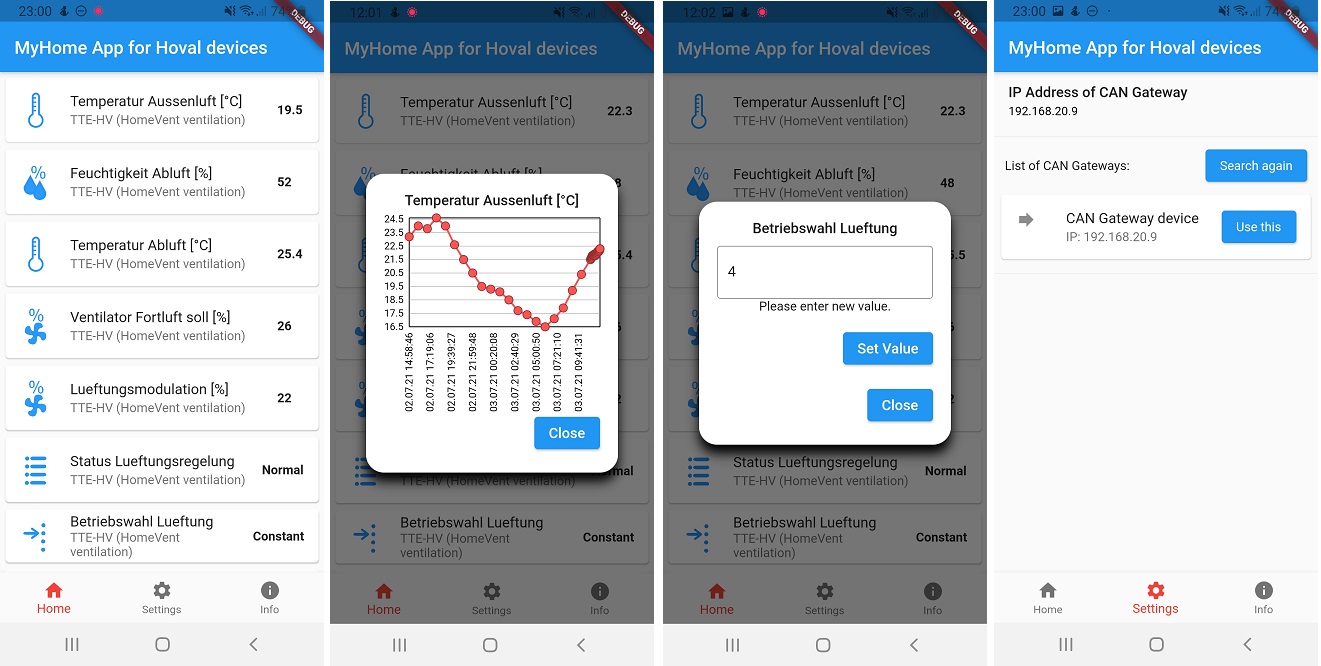 23:00
74
DEBUG
MyHome App for Hoval devices
Temperatur Aussenluft [°C]
TTE-HV (HomeVent ventilation)
19.5
%
Feuchtigkeit Abluft [%]
TTE-HV (HomeVent ventilation)
52
Temperatur Abluft [°C]
TTE-HV (HomeVent ventilation)
25.4
%
Ventilator Fortluft soll [%]
TTE-HV (HomeVent ventilation)
26
%
Lueftungsmodulation [%]
TTE-HV (HomeVent ventilation)
22
Status Lueftungsregelung
TTE-HV (HomeVent ventilation)
Normal
Betriebswahl Lueftung
TTE-HV (HomeVent
ventilation)
Constant
Home
Settings
Info
12:01
DEBUG
MyHome App for Hoval devices
Temperatur Aussenluft [°C]
TTE-HV (HomeVent ventilation)
22.3
Temperatur Aussenluft [°C]
24.5
23.5
22.5
21.5
20.5
19.5
18.5
17.5
16.5
02.07.21 14:58:46
02.07.21 17:19:06
02.07.21 19:39:27
02.07.21 21:59:48
03.07.21 00:20:08
03.07.21 02:40:29
03.07.21 05:00:50
03.07.21 07:21:10
03.07.21 09:41:31
Close
TTE-HV (HomeVent ventilation)
Betriebswahl Lueftung
TTE-HV (HomeVent
ventilation)
Constant
Home
Settings
Info
12:02
DEBUG
MyHome App for Hoval devices
Temperatur Aussenluft [°C]
TTE-HV (HomeVent ventilation)
22.3
%
Feuchtigkeit Abluft [%]
TTE-HV (HomeVent ventilation)
48
Betriebswahl Lueftung
4
Please enter new value.
Set Value
Close
Status Lueftungsregelung
TTE-HV (HomeVent ventilation)
Normal
Betriebswahl Lueftung
TTE-HV (HomeVent
ventilation)
Constant
Home
Settings
Info
23:00
74
DEBUG
MyHome App for Hoval devices
IP Address of CAN Gateway
192.168.20.9
List of CAN Gateways:
Search again
CAN Gateway device
IP: 192.168.20.9
Use this
Home
Settings
Info